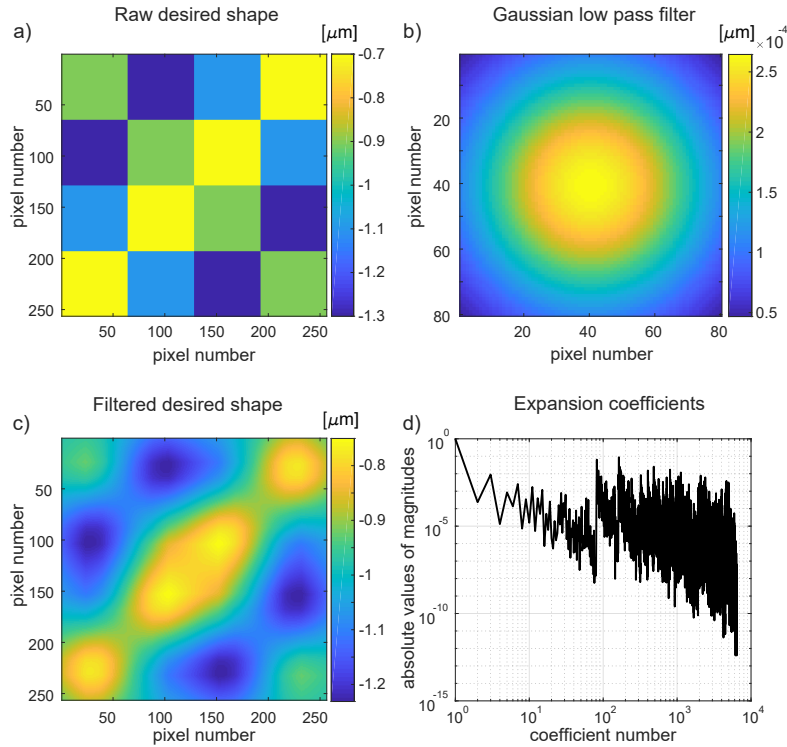 a)
Raw desired shape
[μm]
-0.7
-0.8
-0.9
-1
-1.1
-1.2
-1.3
pixel number
50
100
150
200
250
50 100 150 200 250
pixel number
b)
Gaussian low pass filter
[μm]
×10⁻⁴
2.5
2
1.5
1
0.5
pixel number
20
40
60
80
20 40 60 80
pixel number
c)
Filtered desired shape
[μm]
-0.8
-0.9
-1
-1.1
-1.2
pixel number
50
100
150
200
250
50 100 150 200 250
pixel number
d)
Expansion coefficients
absolute values of magnitudes
10⁰
10⁻⁵
10⁻¹⁰
10⁻¹⁵
10⁰ 10¹ 10² 10³ 10⁴
coefficient number